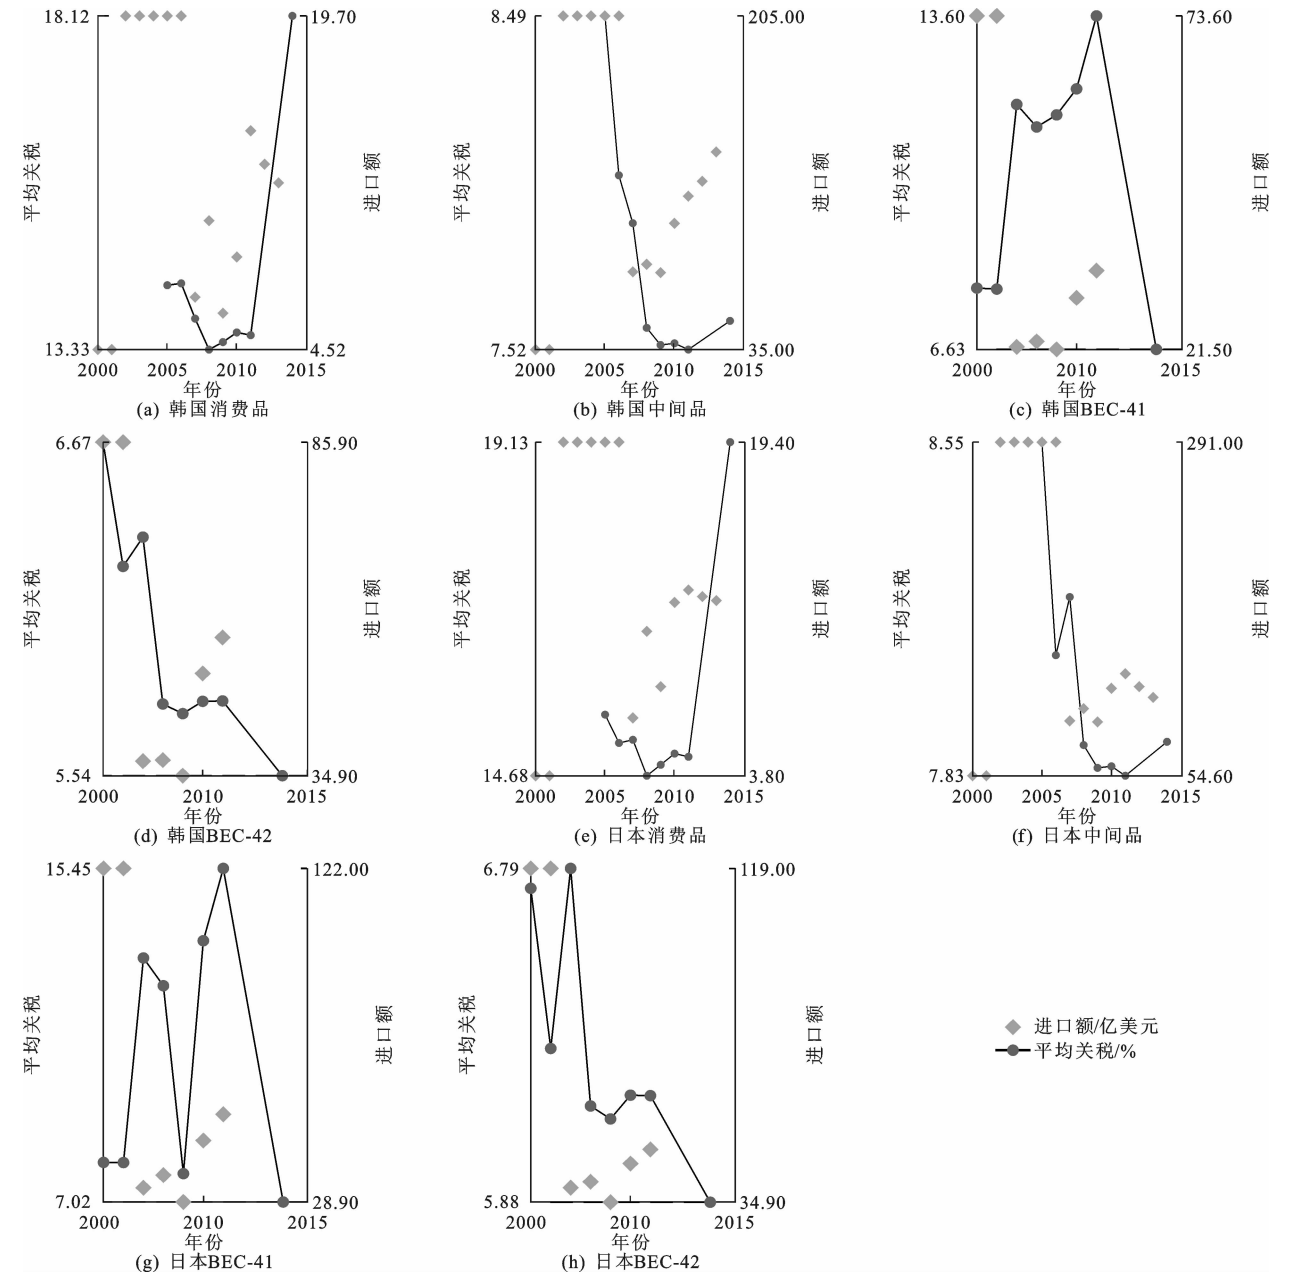 18.12 19.70
平均关税 进口额
13.33 4.52
2000 2005 2010 2015
年份
(a) 韩国消费品
8.49 205.00
平均关税 进口额
7.52 35.00
2000 2005 2010 2015
年份
(b) 韩国中间品
13.60 73.60
平均关税 进口额
6.63 21.50
2000 2010 2015
年份
(c) 韩国BEC-41
6.67 85.90
平均关税 进口额
5.54 34.90
2000 2010 2015
年份
(d) 韩国BEC-42
19.13 19.40
平均关税 进口额
14.68 3.80
2000 2005 2010 2015
年份
(e) 日本消费品
8.55 291.00
平均关税 进口额
7.83 54.60
2000 2005 2010 2015
年份
(f) 日本中间品
15.45 122.00
平均关税 进口额
7.02 28.90
2000 2010 2015
年份
(g) 日本BEC-41
6.79 119.00
平均关税 进口额
5.88 34.90
2000 2010 2015
年份
(h) 日本BEC-42
进口额/亿美元
平均关税/%